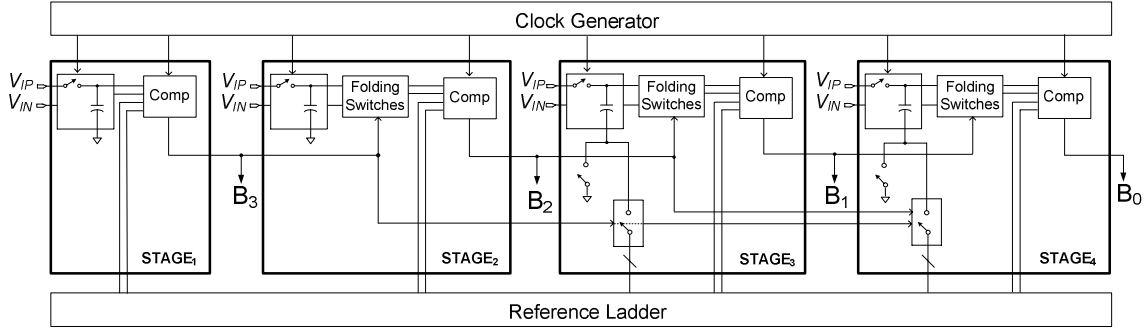 Clock Generator
V_IP
V_IN
Comp
B_3
STAGE_1
V_IP
V_IN
Folding
Switches
Comp
B_2
STAGE_2
V_IP
V_IN
Folding
Switches
Comp
B_1
STAGE_3
V_IP
V_IN
Folding
Switches
Comp
B_0
STAGE_4
Reference Ladder